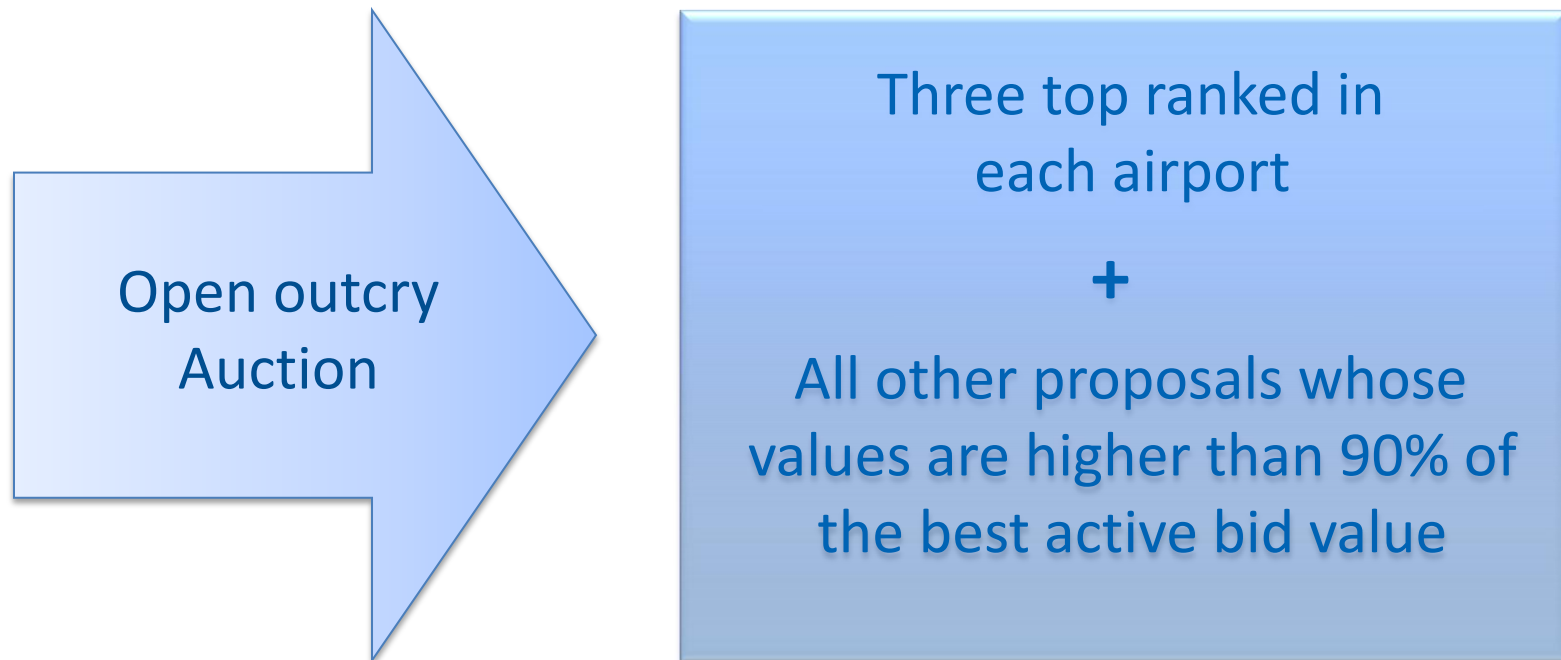 Open outcry
Auction
Three top ranked in
each airport
+
All other proposals whose
values are higher than 90% of
the best active bid value